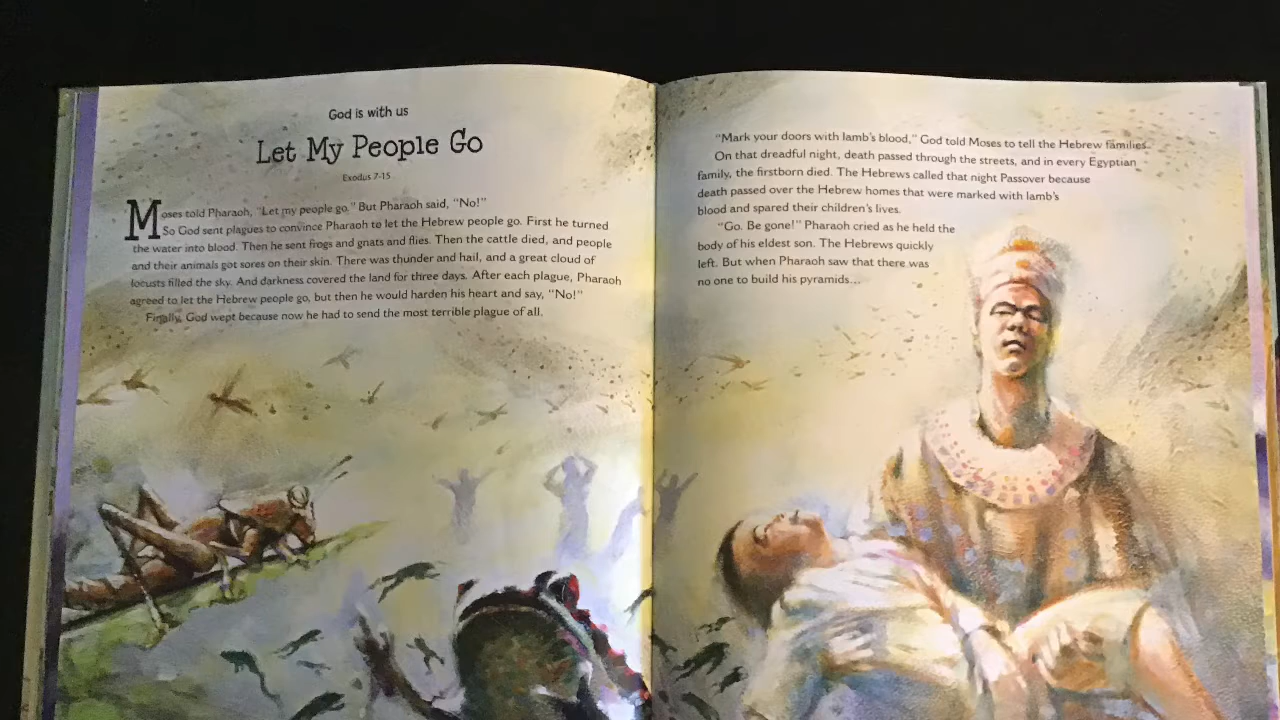 God is with us
Let My People Go
Exodus 7-15
Moses told Pharaoh, "Let my people go." But Pharaoh said, "No!"
So God sent plagues to convince Pharaoh to let the Hebrew people go. First he turned
the water into blood. Then he sent frogs and gnats and flies. Then the cattle died, and people
and their animals got sores on their skin. There was thunder and hail, and a great cloud of
locusts filled the sky. And darkness covered the land for three days. After each plague, Pharaoh
agreed to let the Hebrew people go, but then he would harden his heart and say, "No!"
Finally, God wept because now he had to send the most terrible plague of all.
"Mark your doors with lamb's blood," God told Moses to tell the Hebrew families.
On that dreadful night, death passed through the streets, and in every Egyptian
family, the firstborn died. The Hebrews called that night Passover because
death passed over the Hebrew homes that were marked with lamb's
blood and spared their children's lives.
"Go. Be gone!" Pharaoh cried as he held the
body of his eldest son. The Hebrews quickly
left. But when Pharaoh saw that there was
no one to build his pyramids...